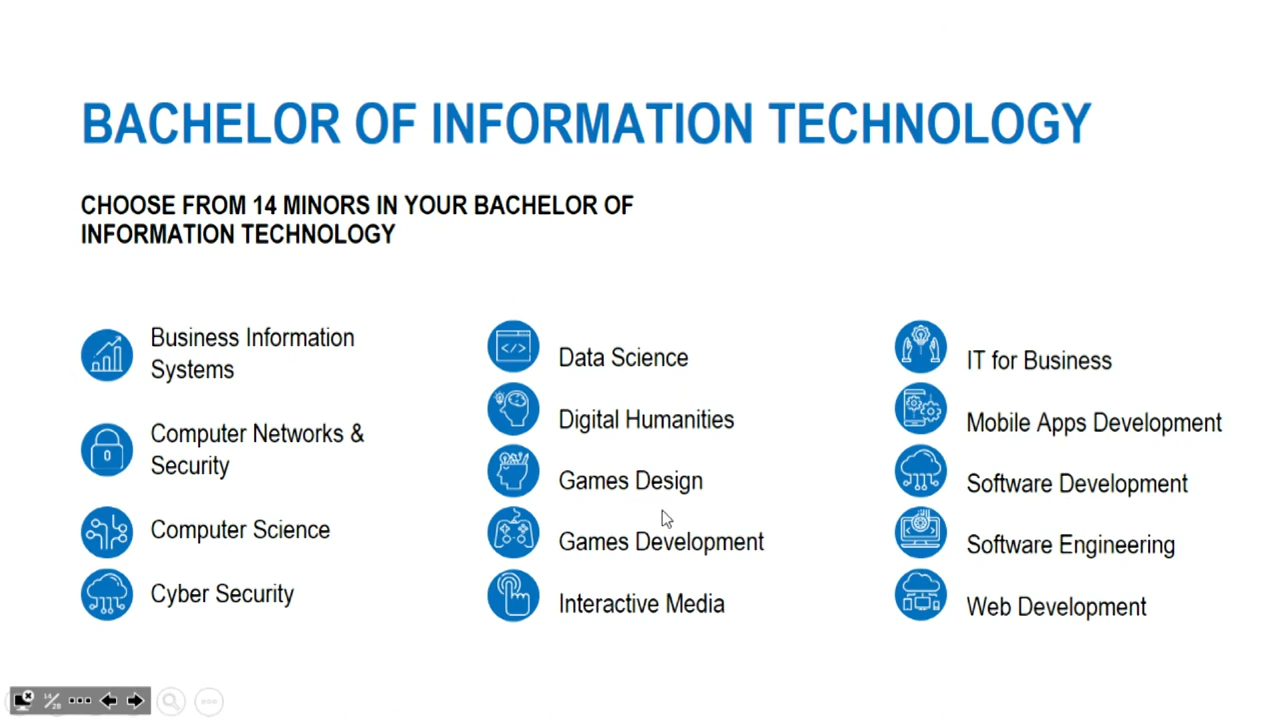 BACHELOR OF INFORMATION TECHNOLOGY
CHOOSE FROM 14 MINORS IN YOUR BACHELOR OF
INFORMATION TECHNOLOGY
Business Information
Systems
Computer Networks &
Security
Computer Science
Cyber Security
Data Science
Digital Humanities
Games Design
Games Development
Interactive Media
IT for Business
Mobile Apps Development
Software Development
Software Engineering
Web Development